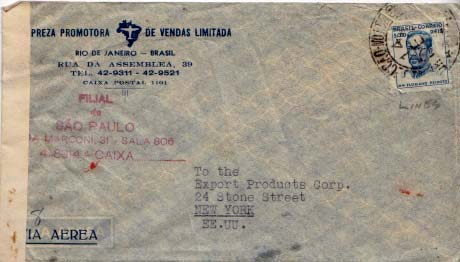 PREZA PROMOTORA DE VENDAS LIMITADA
RIO DE JANEIRO – BRASIL
RUA DA ASSEMBLEA, 39
TEL. 42-9311 - 42-9521
CAIXA POSTAL 1101
BRASIL CORREIO
LINES
FILIAL
de
SÃO PAULO
MARCONI, 31 - SALA 806
CAIXA
To the
Export Products Corp.
24 Stone Street
NEW YORK
EE.UU.
VIA AEREA